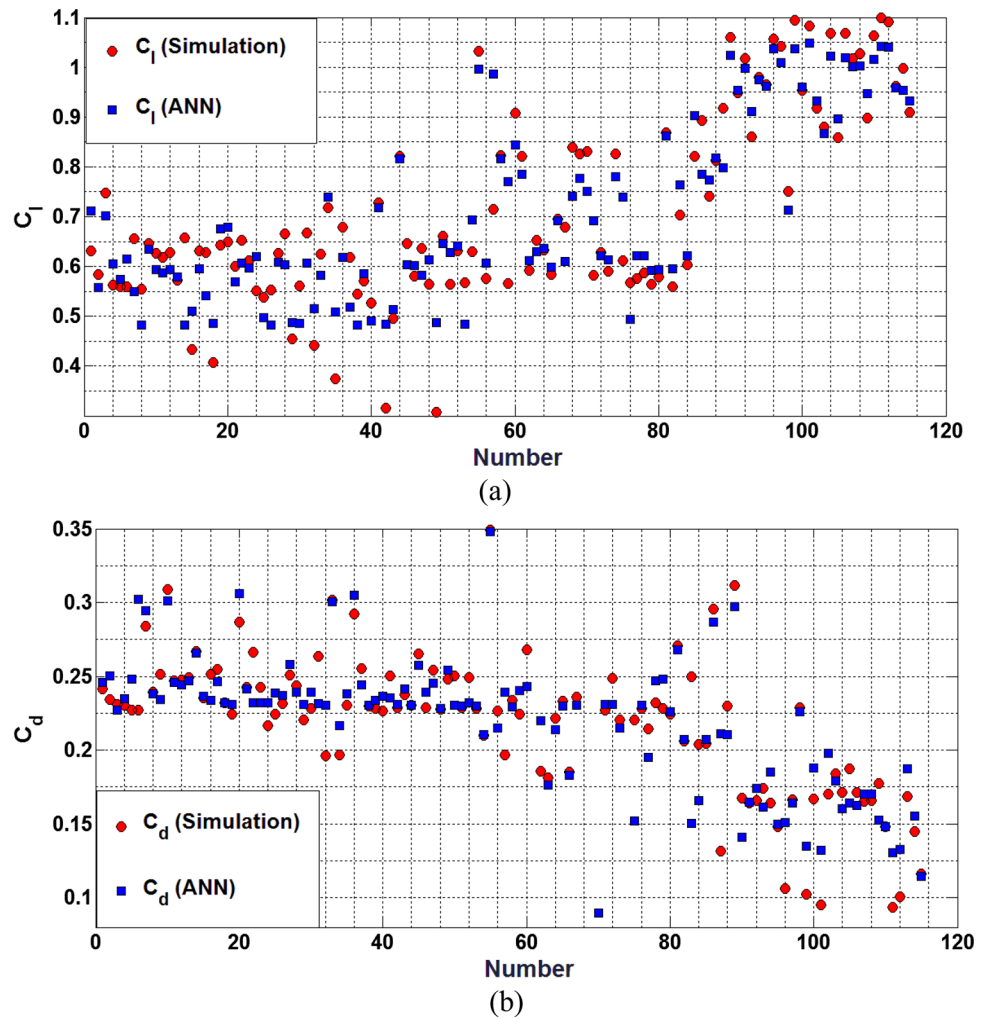 1.1
1
0.9
0.8
0.7
0.6
0.5
0.4
C_l
C_l (Simulation)
C_l (ANN)
0 20 40 60 80 100 120
Number
(a)
0.35
0.3
0.25
0.2
0.15
0.1
C_d
C_d (Simulation)
C_d (ANN)
0 20 40 60 80 100 120
Number
(b)